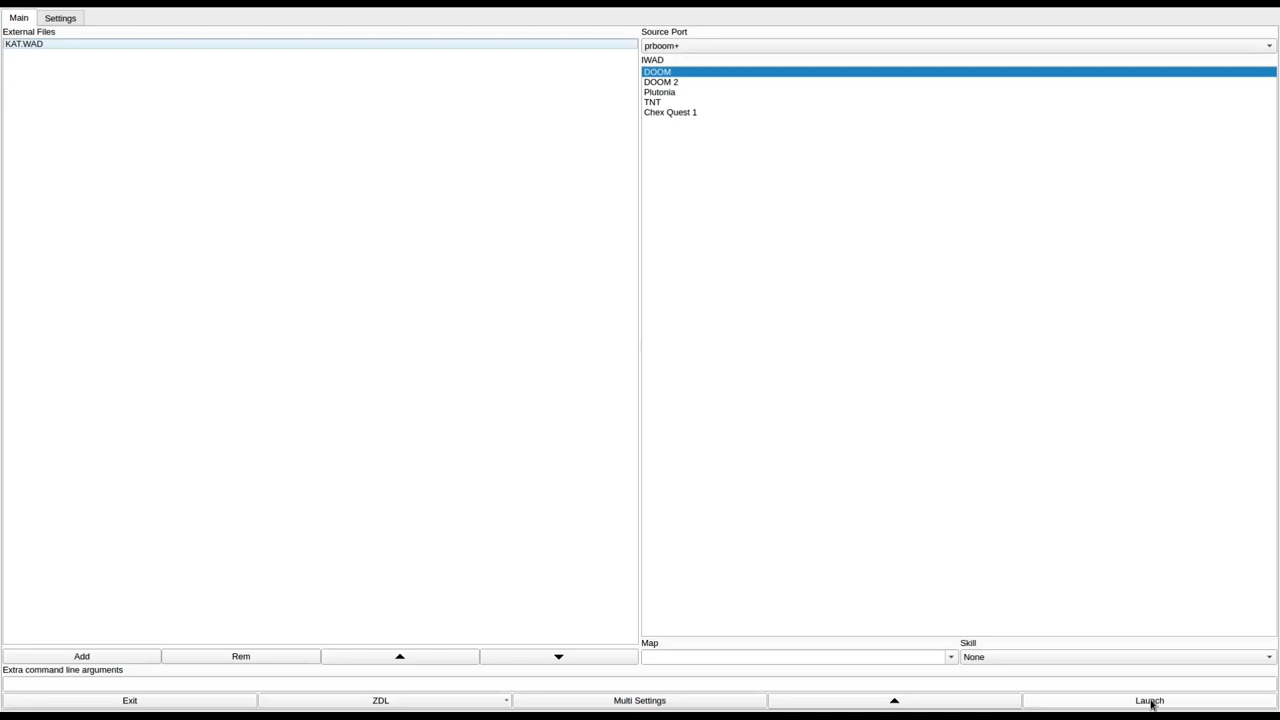 Main Settings
External Files
KAT.WAD
Source Port
prboom+
IWAD
DOOM
DOOM 2
Plutonia
TNT
Chex Quest 1
Add Rem
Map Skill
None
Extra command line arguments
Exit ZDL Multi Settings Launch